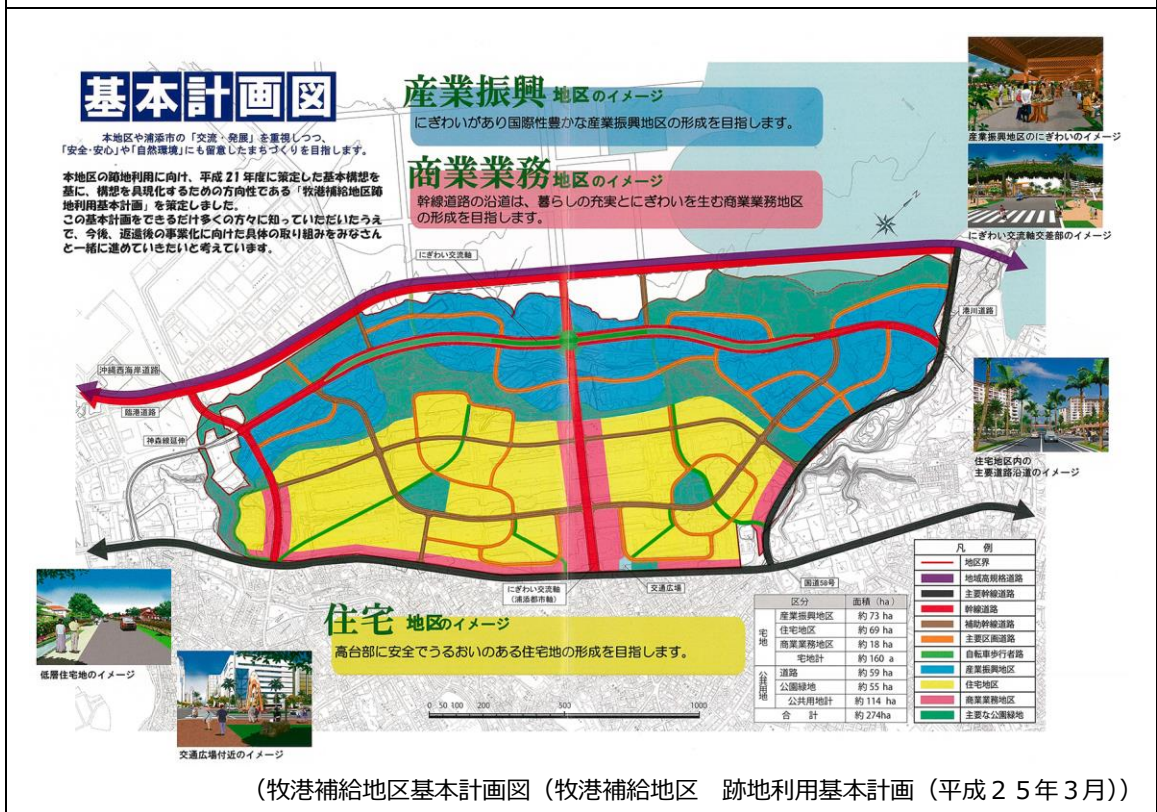 基本計画図
本地区や浦添市の「交流・発展」を重視しつつ、
「安全・安心」や「自然環境」にも留意したまちづくりを目指します。
本地区の跡地利用に向け、平成21年度に策定した基本構想を
基に、構想を具現化するための方向性である「牧港補給地区跡
地利用基本計画」を策定しました。
この基本計画をできるだけ多くの方々に知っていただいたうえ
で、今後、返還後の事業化に向けた具体の取り組みをみなさん
と一緒に進めていきたいと考えています。
産業振興 地区のイメージ
にぎわいがあり国際性豊かな産業振興地区の形成を目指します。
商業業務 地区のイメージ
幹線道路の沿道は、暮らしの充実とにぎわいを生む商業業務地区
の形成を目指します。
産業振興地区のにぎわいのイメージ
にぎわい交流軸交差部のイメージ
にぎわい交流軸
港川道路
沖縄西海岸道路
臨港道路
神森線延伸
住宅地区内の
主要道路沿道のイメージ
にぎわい交流軸
(浦添都市軸)
交通広場
国道58号
住宅 地区のイメージ
高台部に安全でうるおいのある住宅地の形成を目指します。
低層住宅地のイメージ
交通広場付近のイメージ
0 50 100 200 500 1000
区分 面積（ha）
宅地
産業振興地区 約73 ha
住宅地区 約69 ha
商業業務地区 約18 ha
宅地計 約160 a
公共用地
道路 約59 ha
公園緑地 約55 ha
公共用地計 約114 ha
合 計 約274ha
凡 例
地区界
地域高規格道路
主要幹線道路
幹線道路
補助幹線道路
主要区画道路
自転車歩行者路
産業振興地区
住宅地区
商業業務地区
主要な公園緑地
（牧港補給地区基本計画図（牧港補給地区 跡地利用基本計画（平成２５年３月））